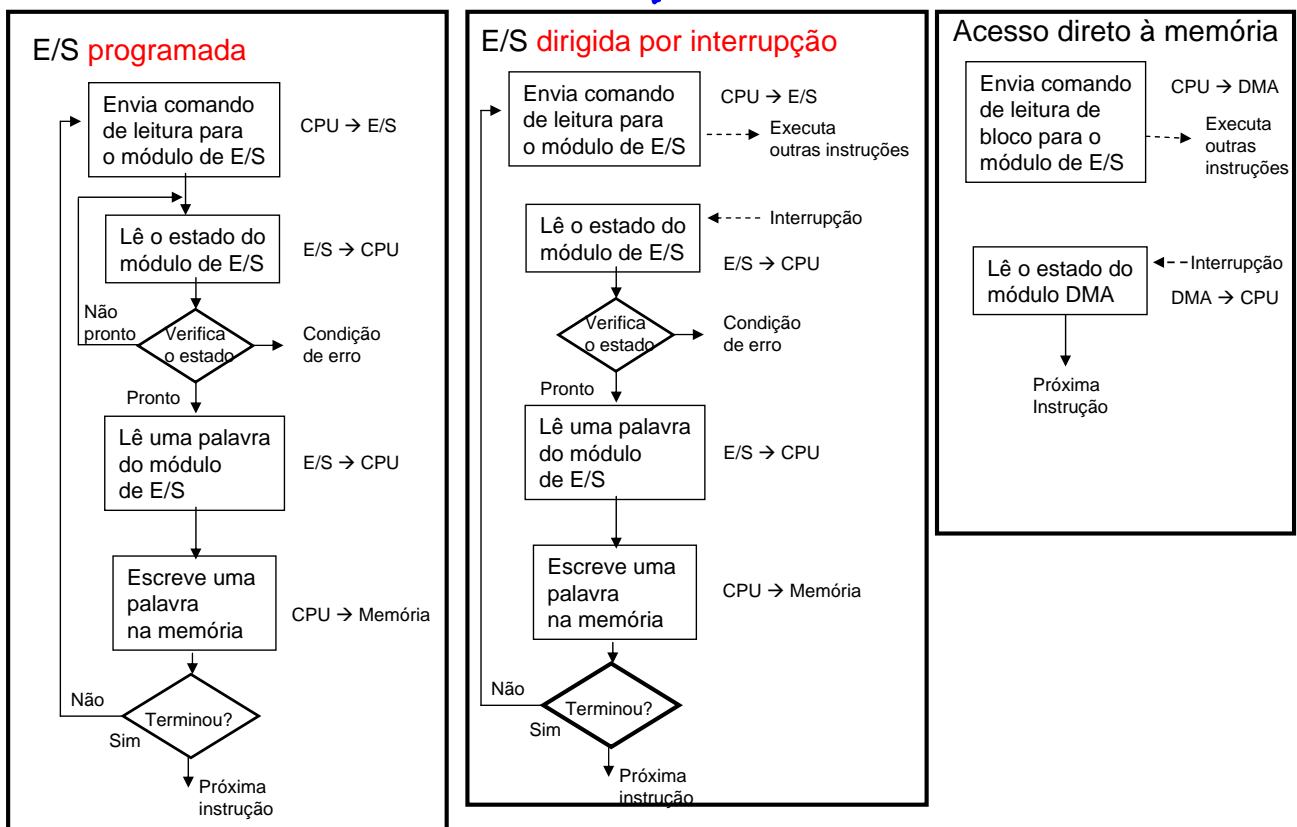 E/S programada
Envia comando
de leitura para
o módulo de E/S
CPU → E/S
Lê o estado do
módulo de E/S
E/S → CPU
Não
pronto
Verifica
o estado
Condição
de erro
Pronto
Lê uma palavra
do módulo
de E/S
E/S → CPU
Escreve uma
palavra
na memória
CPU → Memória
Não
Terminou?
Sim
Próxima
instrução
E/S dirigida por interrupção
Envia comando
de leitura para
o módulo de E/S
CPU → E/S
Executa
outras instruções
Interrupção
Lê o estado do
módulo de E/S
E/S → CPU
Verifica
o estado
Condição
de erro
Pronto
Lê uma palavra
do módulo
de E/S
E/S → CPU
Escreve uma
palavra
na memória
CPU → Memória
Não
Terminou?
Sim
Próxima
instrução
Acesso direto à memória
Envia comando
de leitura de
bloco para o
módulo de E/S
CPU → DMA
Executa
outras
instruções
Interrupção
Lê o estado do
módulo DMA
DMA → CPU
Próxima
Instrução